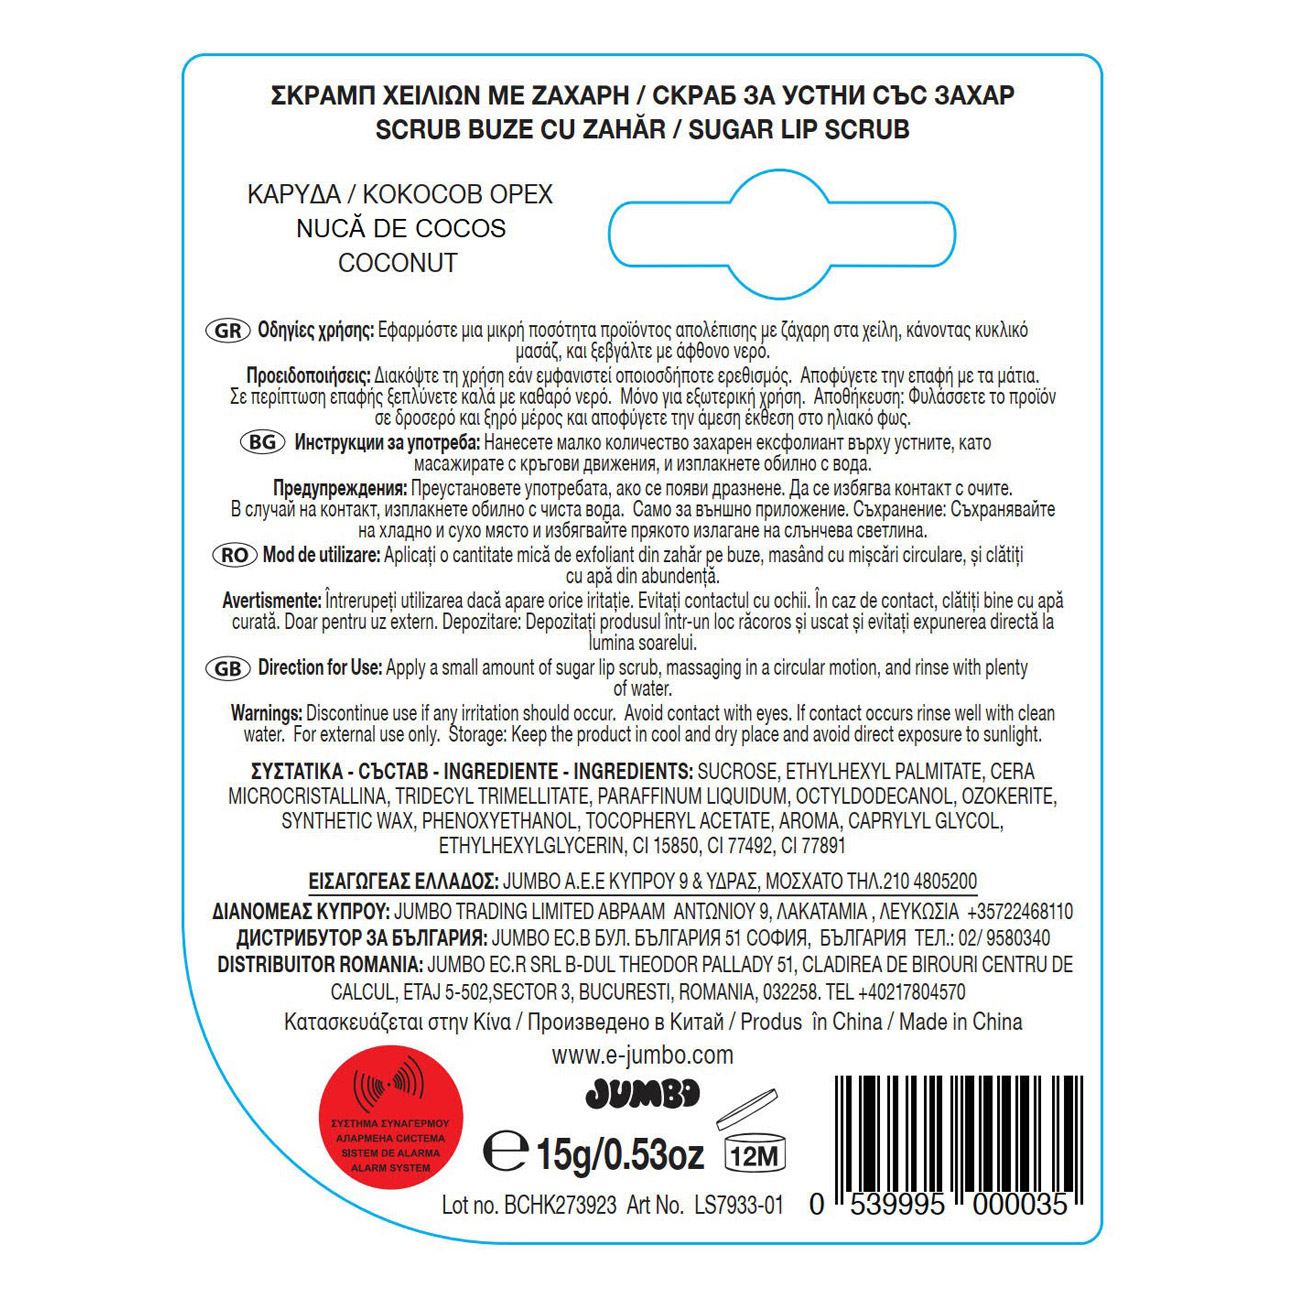 ΣΚΡΑΜΠ ΧΕΙΛΙΩΝ ΜΕ ΖΑΧΑΡΗ / СКРАБ ЗА УСТНИ СЪС ЗАХАР
SCRUB BUZE CU ZAHĂR / SUGAR LIP SCRUB
ΚΑΡΥΔΑ / КОКОСОВ ОРЕХ
NUCĂ DE COCOS
COCONUT
GR Οδηγίες χρήσης: Εφαρμόστε μια μικρή ποσότητα προϊόντος απολέπισης με ζάχαρη στα χείλη, κάνοντας κυκλικό
μασάζ, και ξεβγάλτε με άφθονο νερό.
Προειδοποιήσεις: Διακόψτε τη χρήση εάν εμφανιστεί οποιοσδήποτε ερεθισμός. Αποφύγετε την επαφή με τα μάτια.
Σε περίπτωση επαφής ξεπλύνετε καλά με καθαρό νερό. Μόνο για εξωτερική χρήση. Αποθήκευση: Φυλάσσετε το προϊόν
σε δροσερό και ξηρό μέρος και αποφύγετε την άμεση έκθεση στο ηλιακό φως.
BG Инструкции за употреба: Нанесете малко количество захарен ексфолиант върху устните, като
масажирате с кръгови движения, и изплакнете обилно с вода.
Предупреждения: Преустановете употребата, ако се появи дразнене. Да се избягва контакт с очите.
В случай на контакт, изплакнете обилно с чиста вода. Само за външно приложение. Съхранение: Съхранявайте
на хладно и сухо място и избягвайте прякото излагане на слънчева светлина.
RO Mod de utilizare: Aplicați o cantitate mică de exfoliant din zahăr pe buze, masând cu mișcări circulare, și clătiți
cu apă din abundență.
Avertismente: Întrerupeți utilizarea dacă apare orice iritație. Evitați contactul cu ochii. În caz de contact, clătiți bine cu apă
curată. Doar pentru uz extern. Depozitare: Depozitați produsul într-un loc răcoros și uscat și evitați expunerea directă la
lumina soarelui.
GB Direction for Use: Apply a small amount of sugar lip scrub, massaging in a circular motion, and rinse with plenty
of water.
Warnings: Discontinue use if any irritation should occur. Avoid contact with eyes. If contact occurs rinse well with clean
water. For external use only. Storage: Keep the product in cool and dry place and avoid direct exposure to sunlight.
ΣΥΣΤΑΤΙΚΑ - СЪСТАВ - INGREDIENTE - INGREDIENTS: SUCROSE, ETHYLHEXYL PALMITATE, CERA
MICROCRISTALLINA, TRIDECYL TRIMELLITATE, PARAFFINUM LIQUIDUM, OCTYLDODECANOL, OZOKERITE,
SYNTHETIC WAX, PHENOXYETHANOL, TOCOPHERYL ACETATE, AROMA, CAPRYLYL GLYCOL,
ETHYLHEXYLGLYCERIN, CI 15850, CI 77492, CI 77891
ΕΙΣΑΓΩΓΕΑΣ ΕΛΛΑΔΟΣ: JUMBO A.E.E ΚΥΠΡΟΥ 9 & ΥΔΡΑΣ, ΜΟΣΧΑΤΟ ΤΗΛ.210 4805200
ΔΙΑΝΟΜΕΑΣ ΚΥΠΡΟΥ: JUMBO TRADING LIMITED ΑΒΡΑΑΜ ΑΝΤΩΝΙΟΥ 9, ΛΑΚΑΤΑΜΙΑ , ΛΕΥΚΩΣΙΑ +35722468110
ДИСТРИБУТОР ЗА БЪЛГАРИЯ: JUMBO EC.B БУЛ. БЪЛГАРИЯ 51 СОФИЯ, БЪЛГАРИЯ ТЕЛ.: 02/ 9580340
DISTRIBUITOR ROMANIA: JUMBO EC.R SRL B-DUL THEODOR PALLADY 51, CLADIREA DE BIROURI CENTRU DE
CALCUL, ETAJ 5-502,SECTOR 3, BUCURESTI, ROMANIA, 032258. TEL +40217804570
Κατασκευάζεται στην Κίνα / Произведено в Китай / Produs în China / Made in China
www.e-jumbo.com
JUMBO
ΣΥΣΤΗΜΑ ΣΥΝΑΓΕΡΜΟΥ
АЛАРМЕНА СИСТЕМА
SISTEM DE ALARMA
ALARM SYSTEM
℮ 15g/0.53oz
12M
Lot no. BCHK273923 Art No. LS7933-01
0 539995 000035